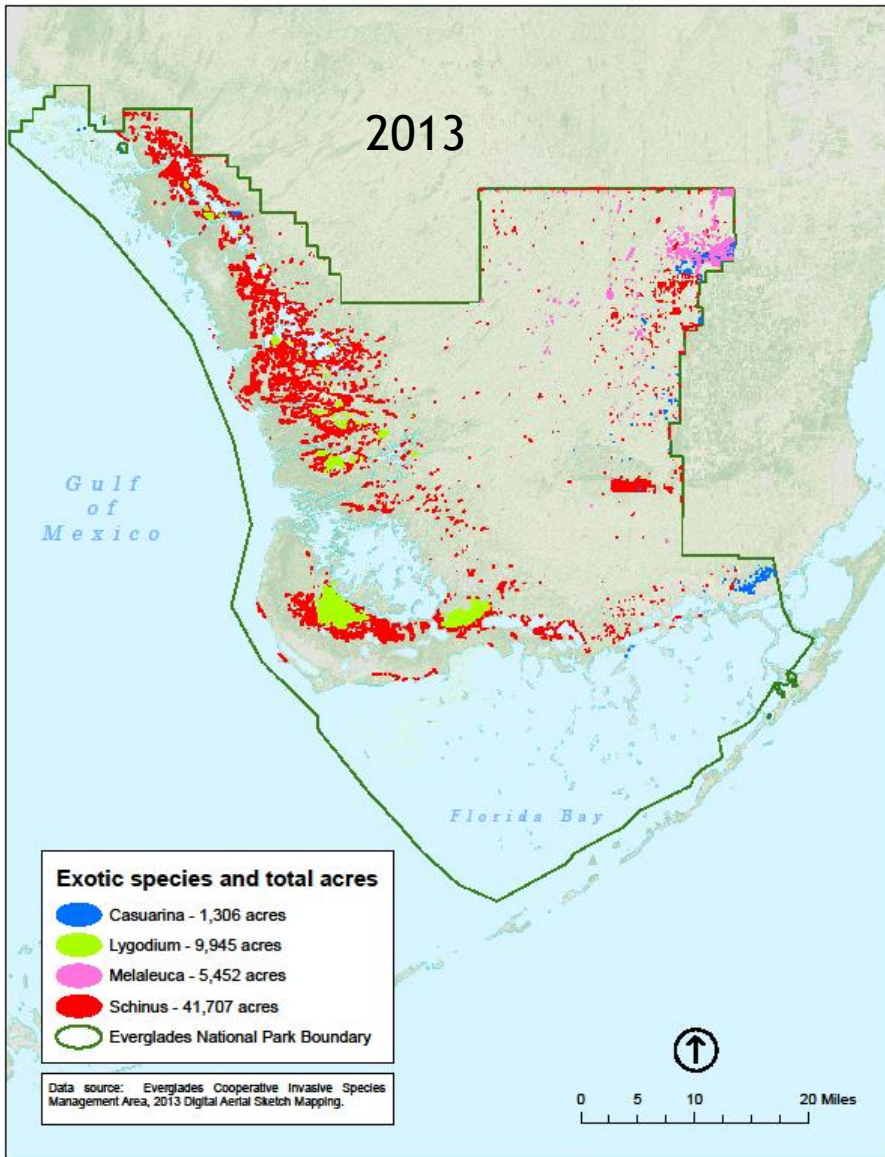 2013
Gulf
of
Mexico
Florida Bay
Exotic species and total acres
Casuarina - 1,306 acres
Lygodium - 9,945 acres
Melaleuca - 5,452 acres
Schinus - 41,707 acres
Everglades National Park Boundary
Data source: Everglades Cooperative Invasive Species
Management Area, 2013 Digital Aerial Sketch Mapping.
0 5 10 20 Miles